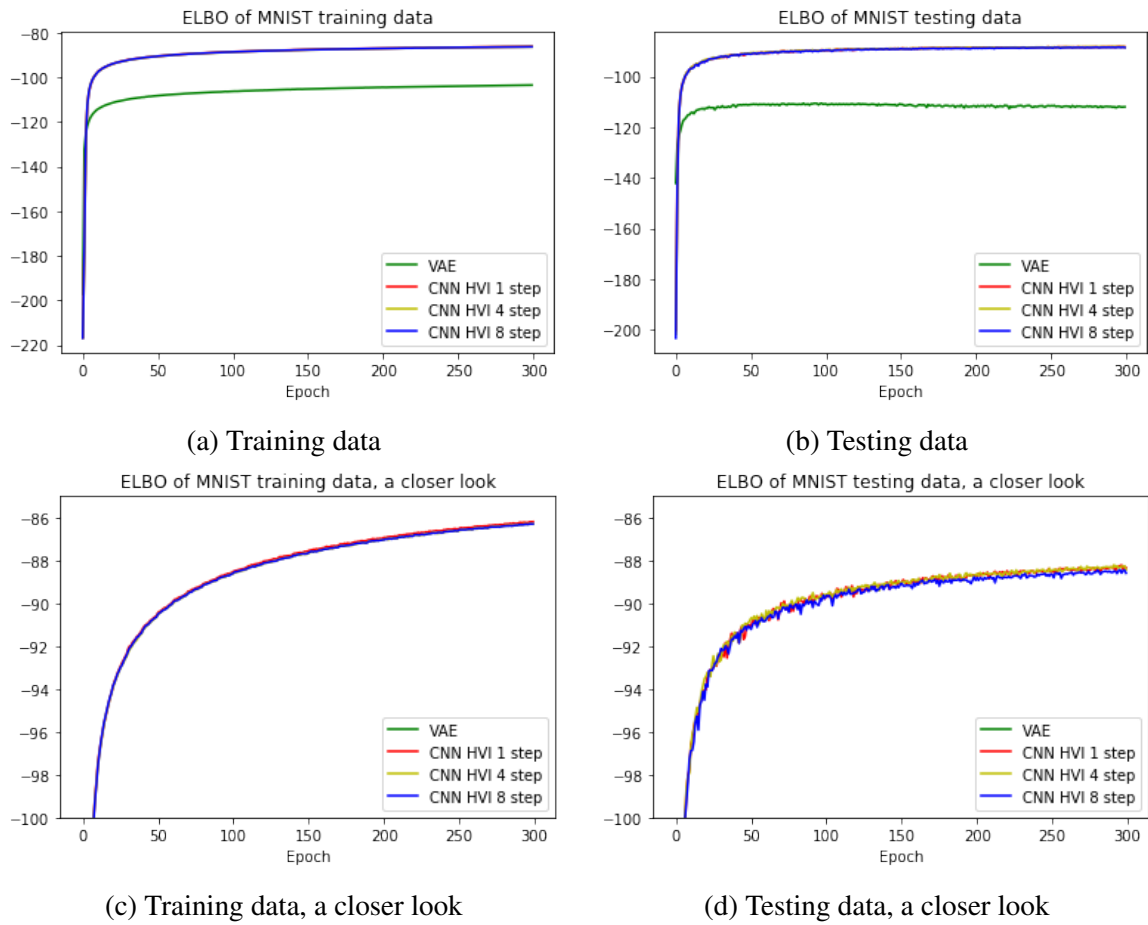 ELBO of MNIST training data
−80
−100
−120
−140
−160
−180
−200
−220
0 50 100 150 200 250 300
Epoch
VAE
CNN HVI 1 step
CNN HVI 4 step
CNN HVI 8 step
(a) Training data
ELBO of MNIST testing data
−100
−120
−140
−160
−180
−200
0 50 100 150 200 250 300
Epoch
VAE
CNN HVI 1 step
CNN HVI 4 step
CNN HVI 8 step
(b) Testing data
ELBO of MNIST training data, a closer look
−86
−88
−90
−92
−94
−96
−98
−100
0 50 100 150 200 250 300
Epoch
VAE
CNN HVI 1 step
CNN HVI 4 step
CNN HVI 8 step
(c) Training data, a closer look
ELBO of MNIST testing data, a closer look
−86
−88
−90
−92
−94
−96
−98
−100
0 50 100 150 200 250 300
Epoch
VAE
CNN HVI 1 step
CNN HVI 4 step
CNN HVI 8 step
(d) Testing data, a closer look